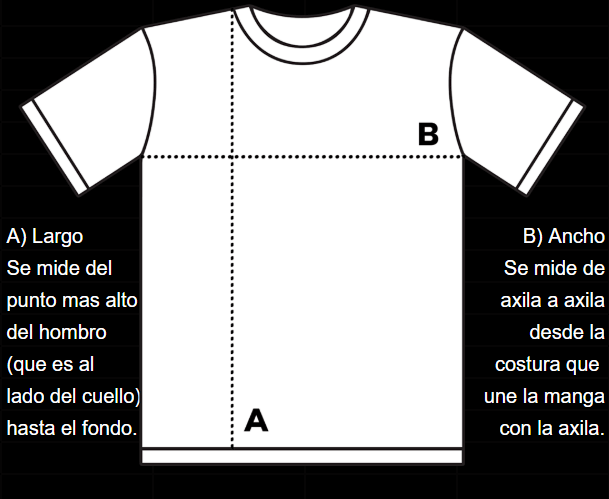 B
A
A) Largo
Se mide del
punto mas alto
del hombro
(que es al
lado del cuello)
hasta el fondo.
B) Ancho
Se mide de
axila a axila
desde la
costura que
une la manga
con la axila.